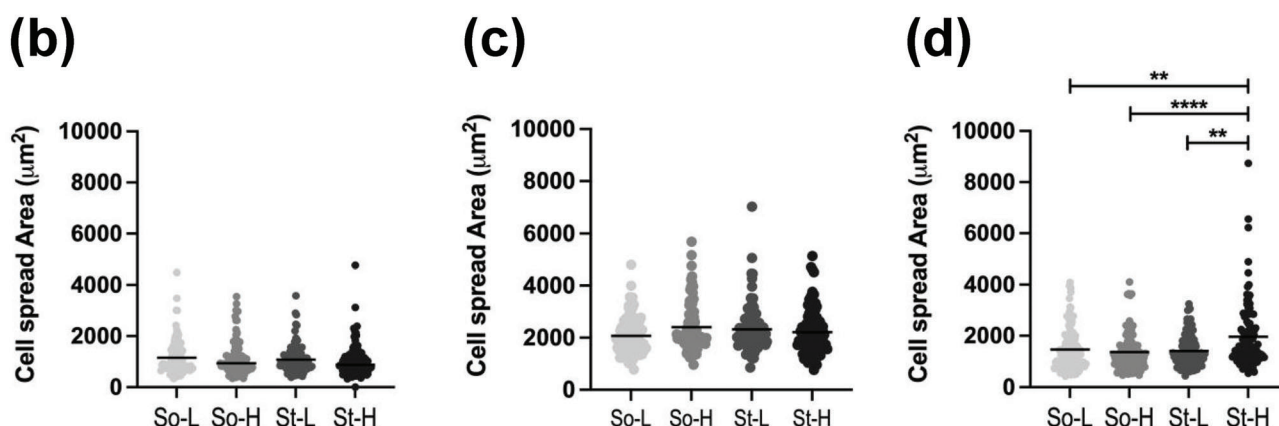 (b)
(c)
(d)
Cell spread Area (μm²)
10000
8000
6000
4000
2000
0
So-L So-H St-L St-H
Cell spread Area (μm²)
10000
8000
6000
4000
2000
0
So-L So-H St-L St-H
**
****
**
Cell spread Area (μm²)
10000
8000
6000
4000
2000
0
So-L So-H St-L St-H